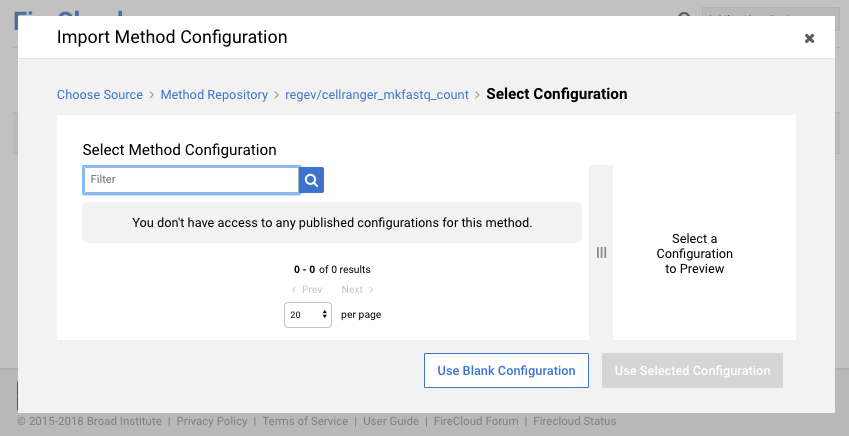 Import Method Configuration
Choose Source > Method Repository > regev/cellranger_mkfastq_count > Select Configuration
Select Method Configuration
Filter
You don't have access to any published configurations for this method.
0 - 0 of 0 results
Prev Next
20 per page
Select a
Configuration
to Preview
Use Blank Configuration
Use Selected Configuration
© 2015-2018 Broad Institute | Privacy Policy | Terms of Service | User Guide | FireCloud Forum | Firecloud Status